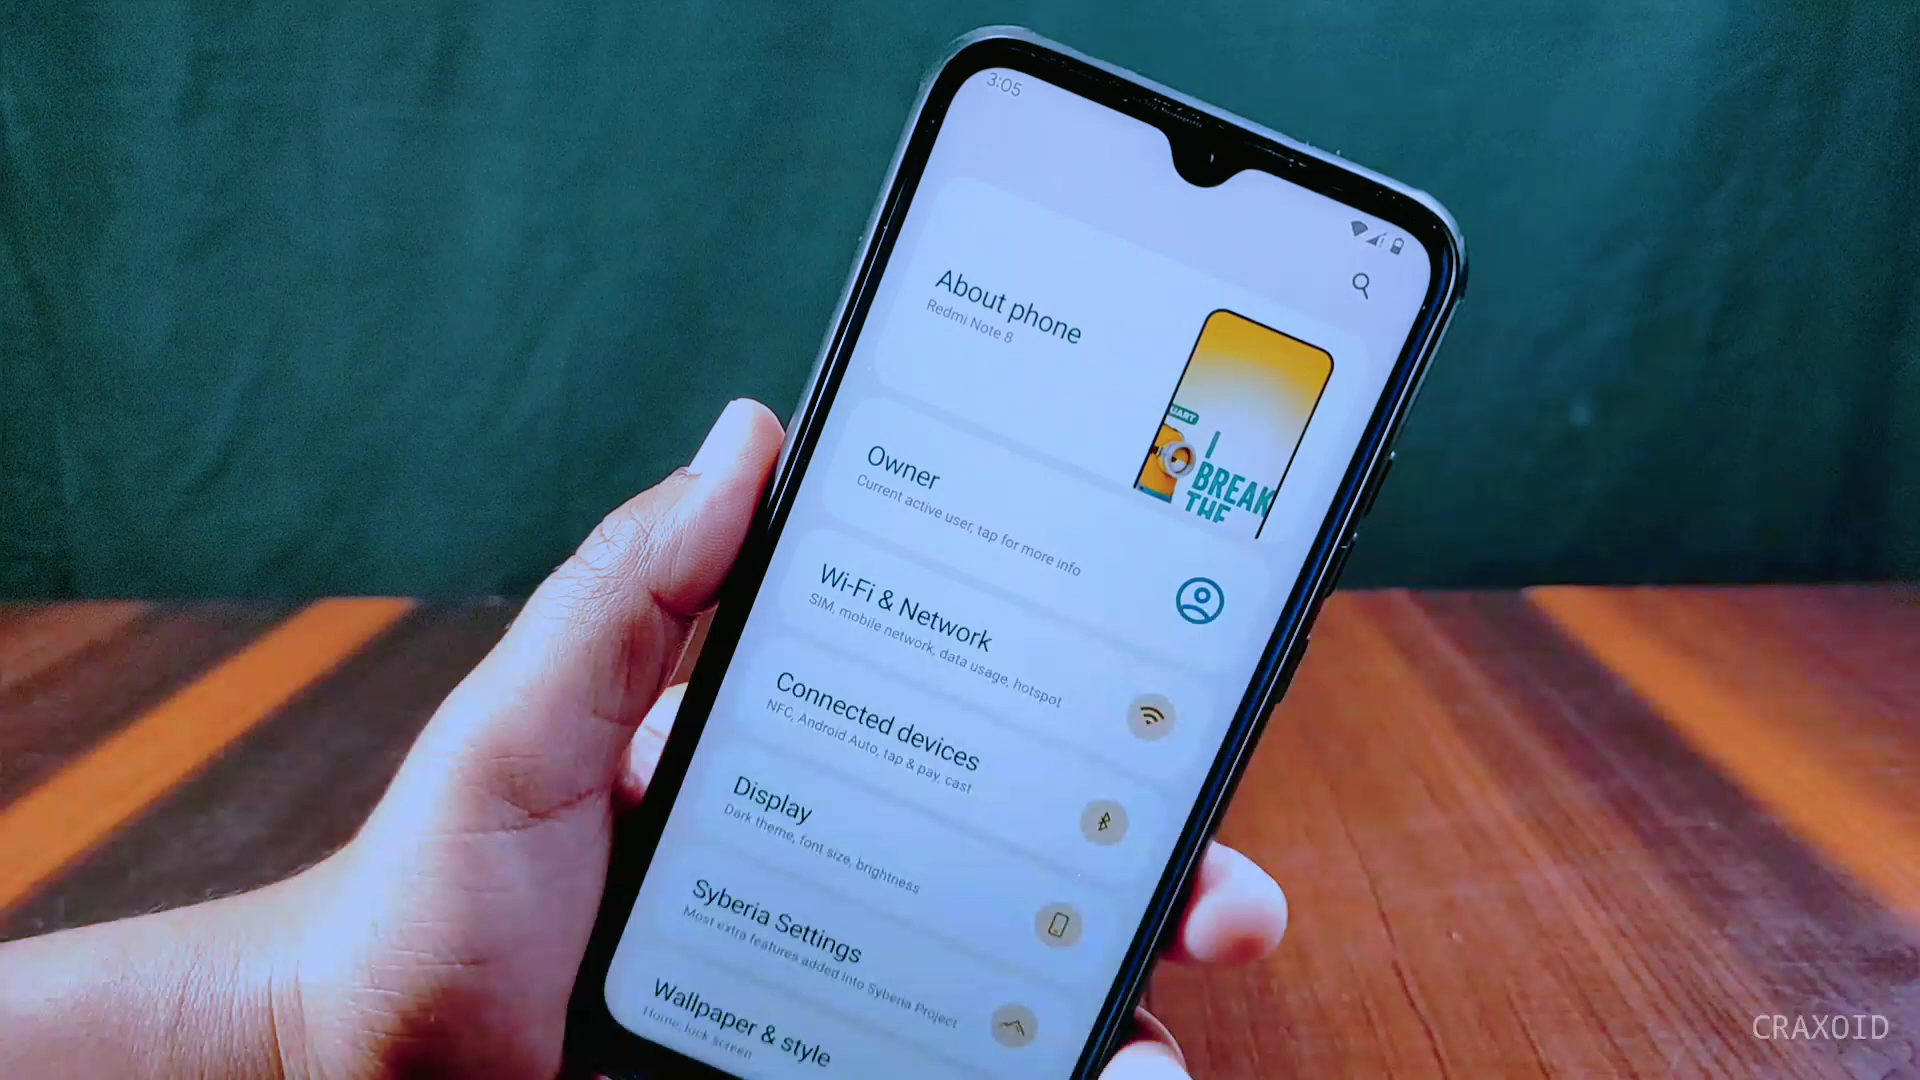 3:05
About phone
Redmi Note 8
UART
I
BREAK
THE
Owner
Current active user, tap for more info
Wi-Fi & Network
SIM, mobile network, data usage, hotspot
Connected devices
NFC, Android Auto, tap & pay, cast
Display
Dark theme, font size, brightness
Syberia Settings
Most extra features added into Syberia Project
Wallpaper & style
Home, lock screen
CRAXOID